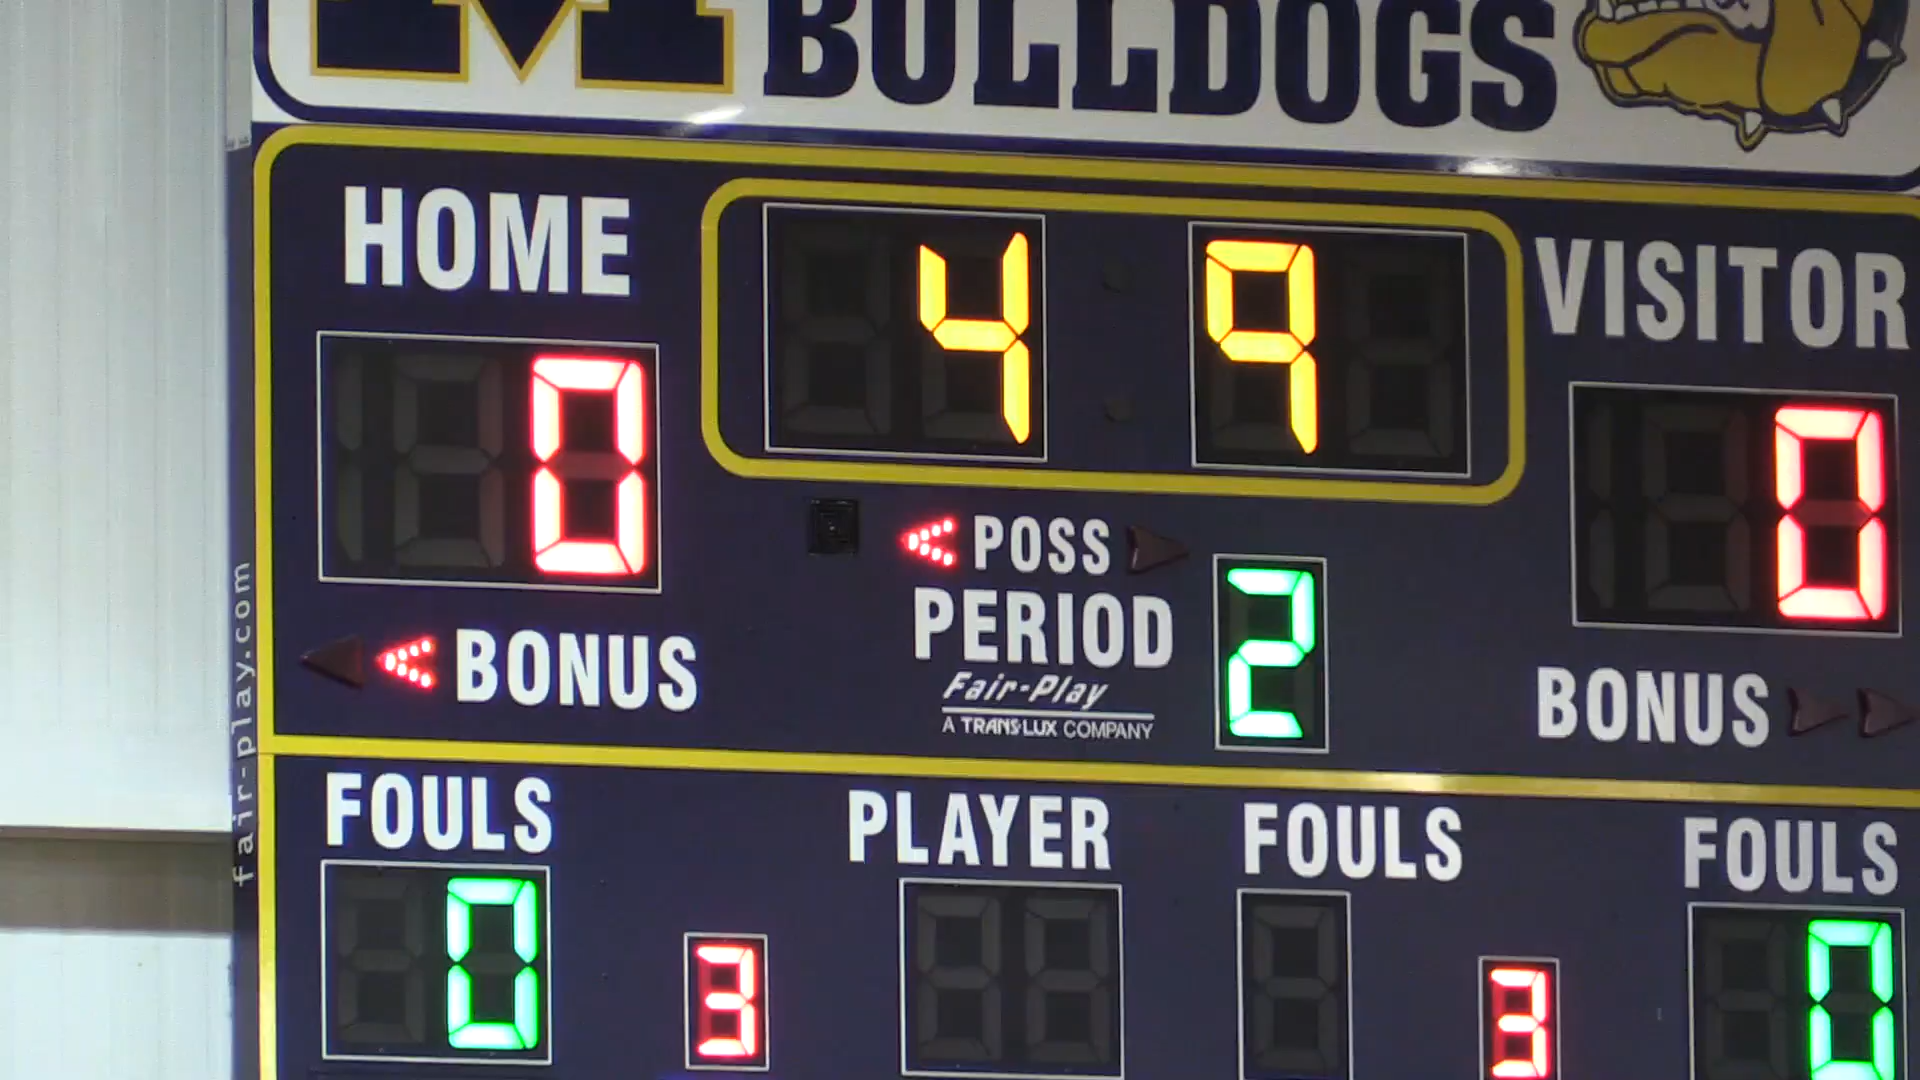 M BULLDOGS
HOME 4 9 VISITOR
0 0
POSS
PERIOD 2
BONUS BONUS
Fair-Play
A TRANS-LUX COMPANY
fair-play.com
FOULS PLAYER FOULS FOULS
0 3 3 0